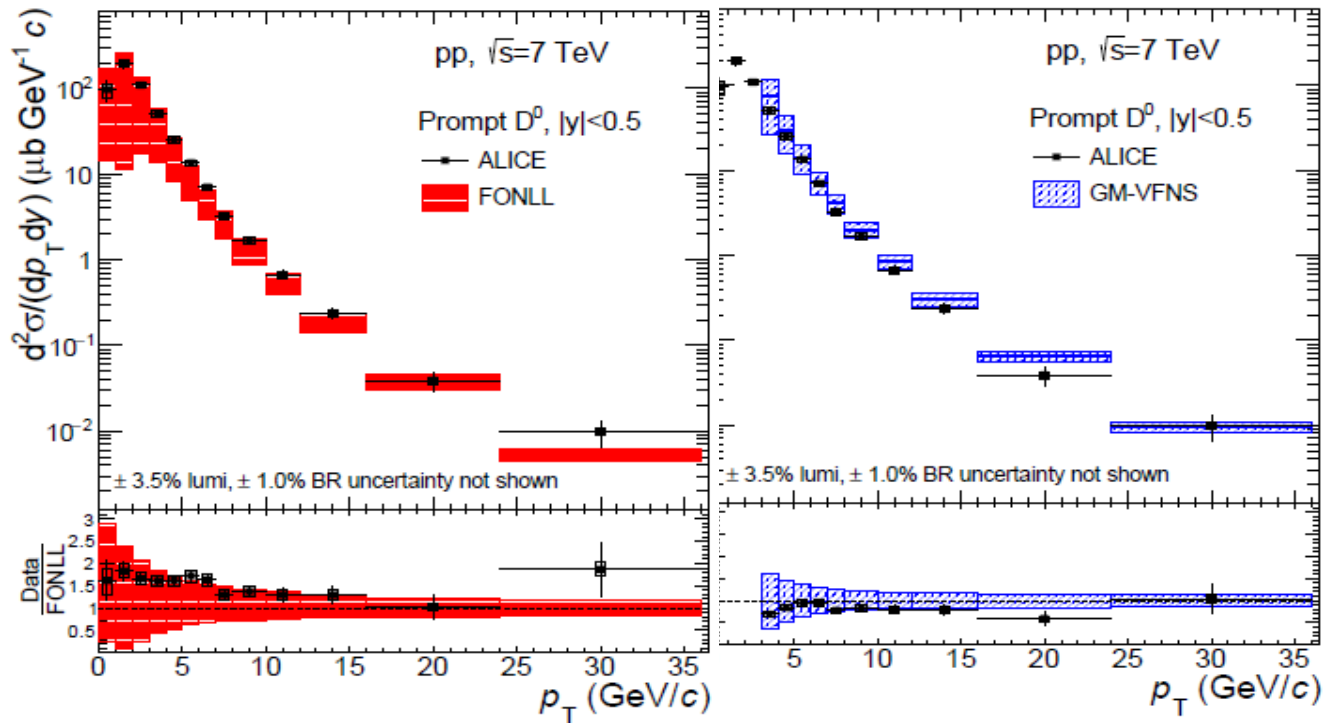 d²σ/(dp_T dy) (μb GeV⁻¹ c)
10²
10
1
10⁻¹
10⁻²
pp, √s=7 TeV
Prompt D⁰, |y|<0.5
ALICE
FONLL
± 3.5% lumi, ± 1.0% BR uncertainty not shown
Data
FONLL
3
2.5
2
1.5
1
0.5
0 5 10 15 20 25 30 35
p_T (GeV/c)
pp, √s=7 TeV
Prompt D⁰, |y|<0.5
ALICE
GM-VFNS
± 3.5% lumi, ± 1.0% BR uncertainty not shown
5 10 15 20 25 30 35
p_T (GeV/c)